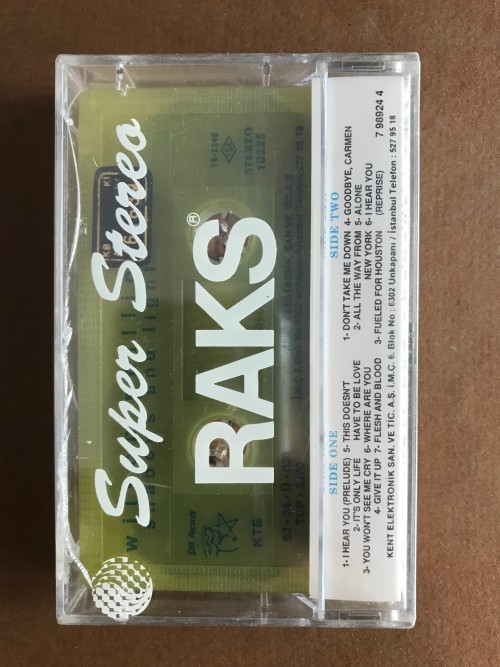 Super Stereo
RAKS®
SIDE ONE
1- I HEAR YOU (PRELUDE) 5- THIS DOESN'T
2- IT'S ONLY LIFE HAVE TO BE LOVE
3- YOU WON'T SEE ME CRY 6- WHERE ARE YOU
4- GIVE IT UP 7- FLESH AND BLOOD
SIDE TWO
1- DON'T TAKE ME DOWN 4- GOODBYE, CARMEN
2- ALL THE WAY FROM 5- ALONE
NEW YORK 6- I HEAR YOU
3- FUELED FOR HOUSTON (REPRISE)
7 98924 4
KENT ELEKTRONIK SAN. VE TIC. A.Ş. İ.M.Ç. 6. Blok No : 6302 Unkapanı / İstanbul Telefon : 527 95 18
STEREO
10225
KTS